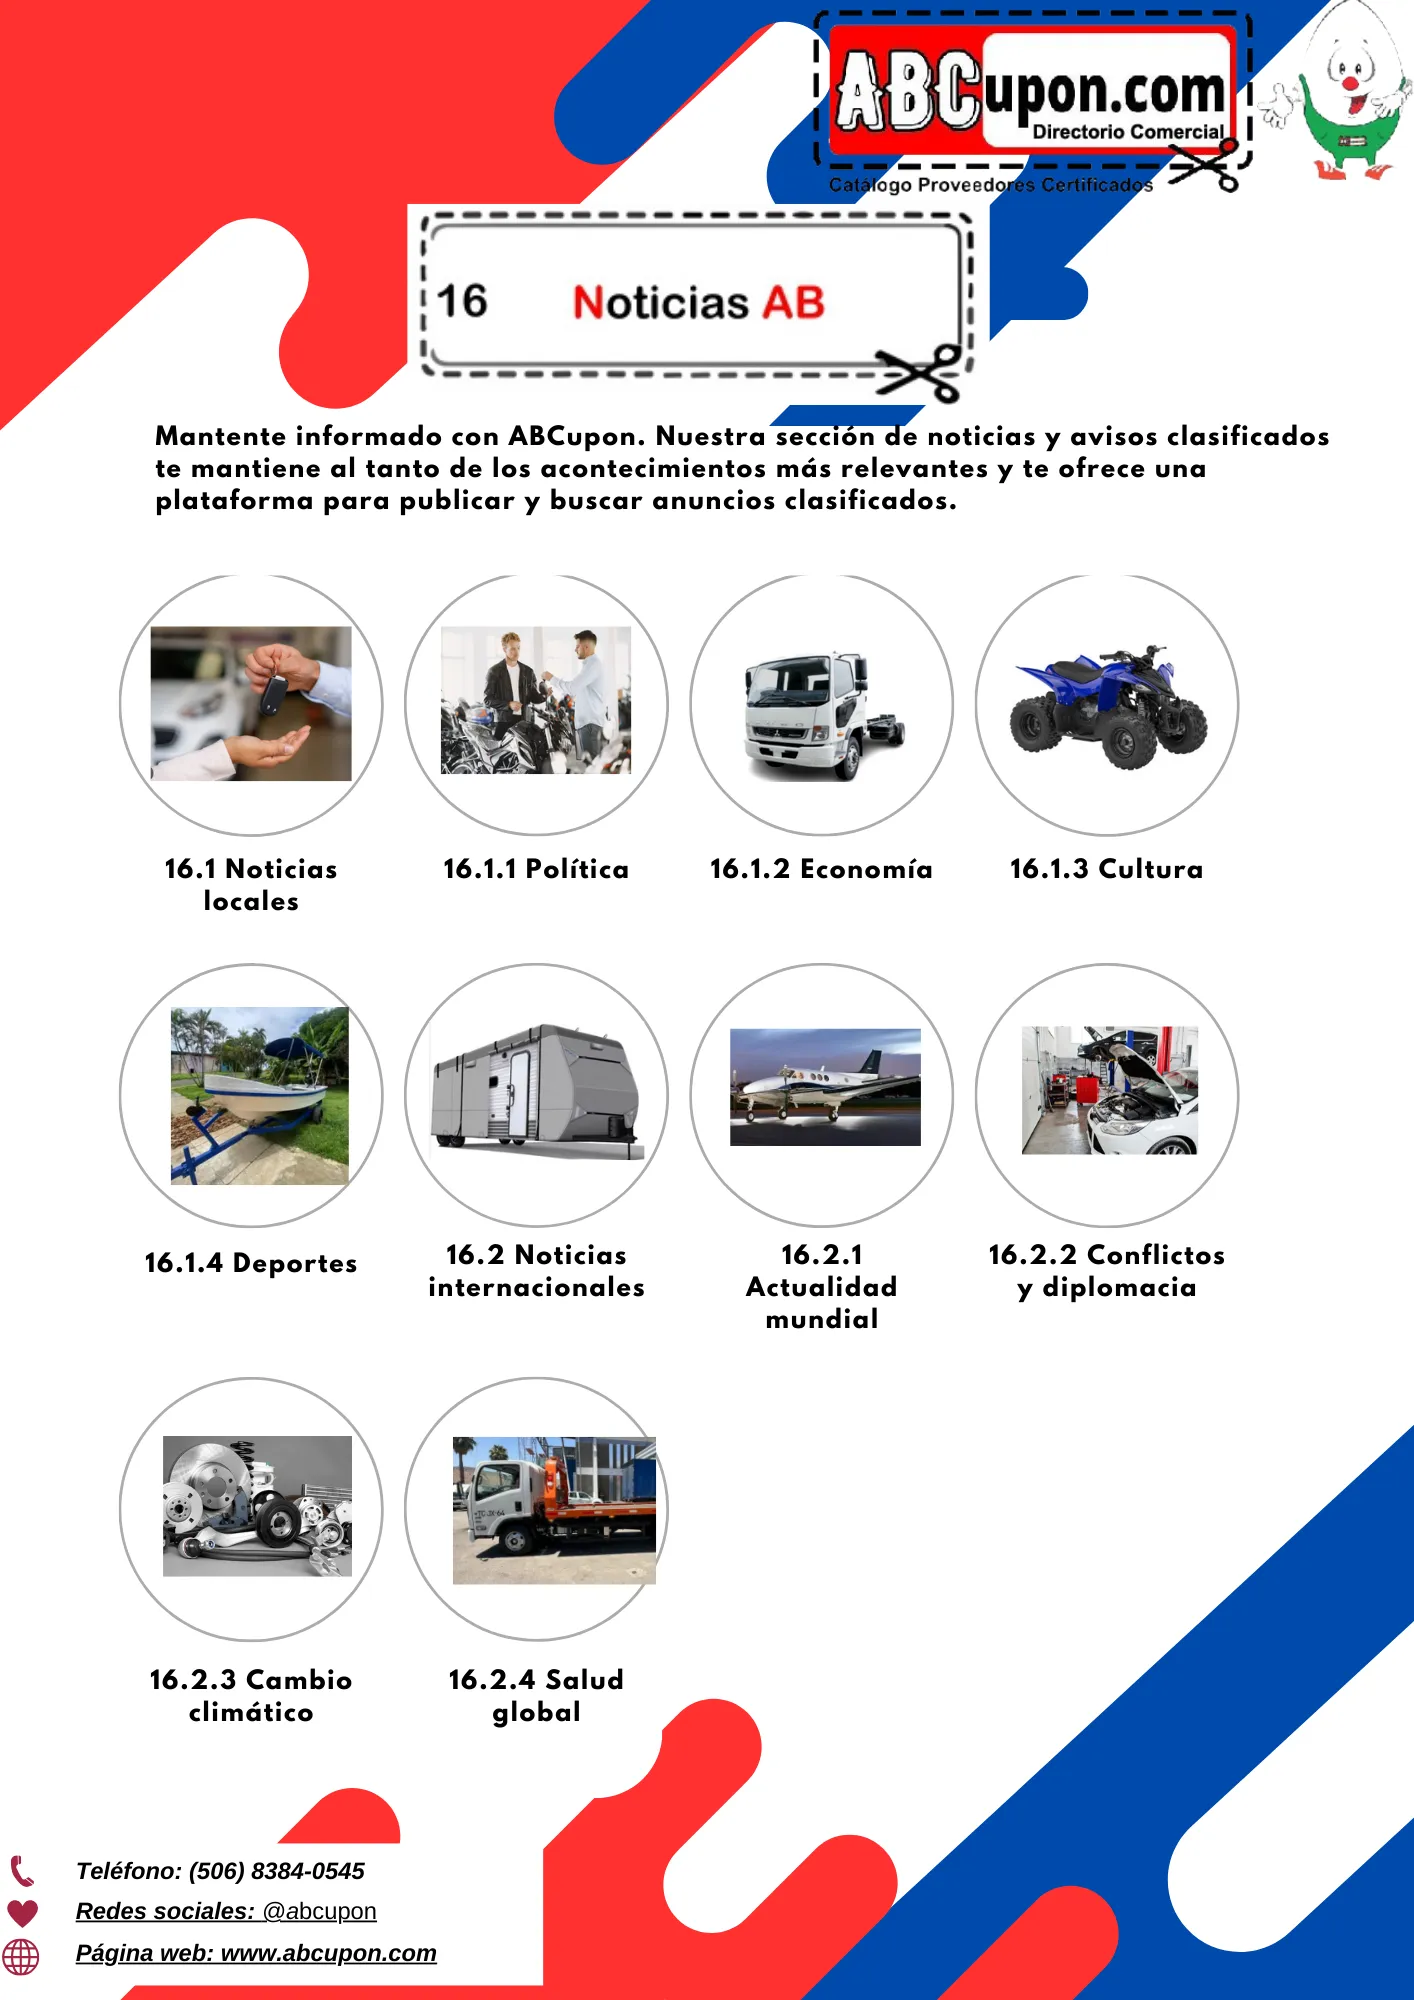 ABCupon.com
Directorio Comercial
Catálogo Proveedores Certificados
16 Noticias AB
Mantente informado con ABCupon. Nuestra sección de noticias y avisos clasificados
te mantiene al tanto de los acontecimientos más relevantes y te ofrece una
plataforma para publicar y buscar anuncios clasificados.
16.1 Noticias
locales
16.1.1 Política
16.1.2 Economía
16.1.3 Cultura
16.1.4 Deportes
16.2 Noticias
internacionales
16.2.1
Actualidad
mundial
16.2.2 Conflictos
y diplomacia
16.2.3 Cambio
climático
16.2.4 Salud
global
Teléfono: (506) 8384-0545
Redes sociales: @abcupon
Página web: www.abcupon.com